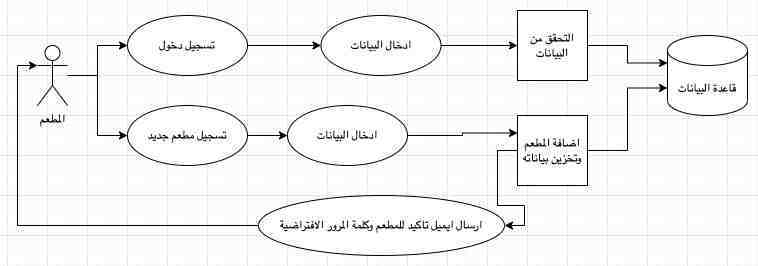 تسجيل دخول
ادخال البيانات
التحقق من
البيانات
قاعدة البيانات
المطعم
تسجيل مطعم جديد
ادخال البيانات
اضافة المطعم
وتخزين بياناته
ارسال ايميل تاكيد للمطعم وكلمة المرور الافتراضية